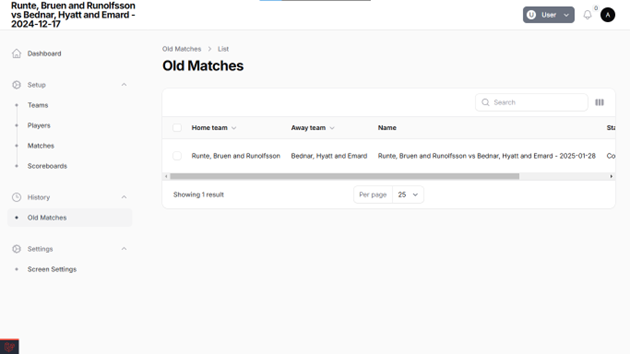 Runte, Bruen and Runolfsson
vs Bednar, Hyatt and Emard -
2024-12-17
U User
0
A
Dashboard
Setup
Teams
Players
Matches
Scoreboards
History
Old Matches
Settings
Screen Settings
Old Matches > List
Old Matches
Search
Home team Away team Name Sta
Runte, Bruen and Runolfsson Bednar, Hyatt and Emard Runte, Bruen and Runolfsson vs Bednar, Hyatt and Emard - 2025-01-28 Co
Showing 1 result
Per page 25